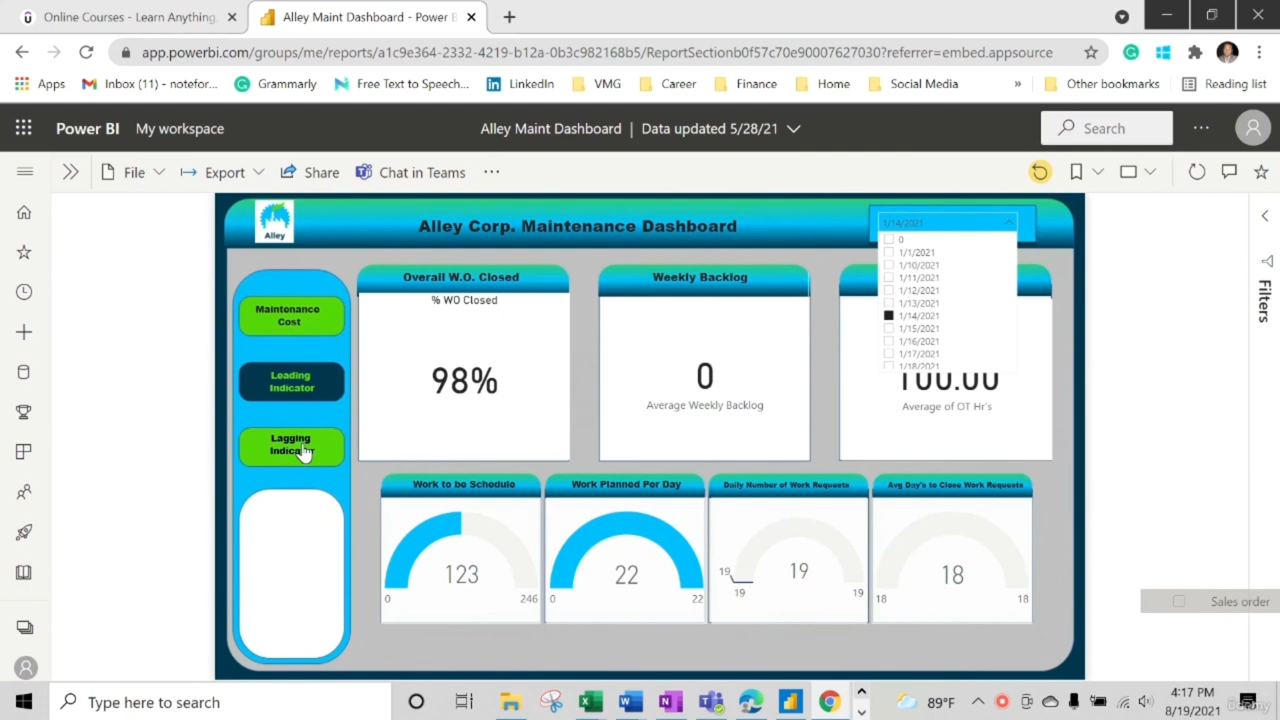 Online Courses - Learn Anything,
Alley Maint Dashboard - Power B
app.powerbi.com/groups/me/reports/a1c9e364-2332-4219-b12a-0b3c982168b5/ReportSectionb0f57c70e90007627030?referrer=embed.appsource
Apps
Inbox (11) - notefor...
Grammarly
Free Text to Speech...
LinkedIn
VMG
Career
Finance
Home
Social Media
»
Other bookmarks
Reading list
Power BI
My workspace
Alley Maint Dashboard | Data updated 5/28/21
Search
File
Export
Share
Chat in Teams
Alley
Alley Corp. Maintenance Dashboard
1/14/2021
0
1/1/2021
1/10/2021
1/11/2021
1/12/2021
1/13/2021
1/14/2021
1/15/2021
1/16/2021
1/17/2021
1/18/2021
Filters
Maintenance
Cost
Leading
Indicator
Lagging
Indicator
Overall W.O. Closed
% WO Closed
98%
Weekly Backlog
0
Average Weekly Backlog
100.00
Average of OT Hr's
Work to be Schedule
123
0
246
Work Planned Per Day
22
0
22
Daily Number of Work Requests
19
19
19
19
Avg Day's to Close Work Requests
18
18
18
Sales order
Type here to search
89°F
4:17 PM
8/19/2021